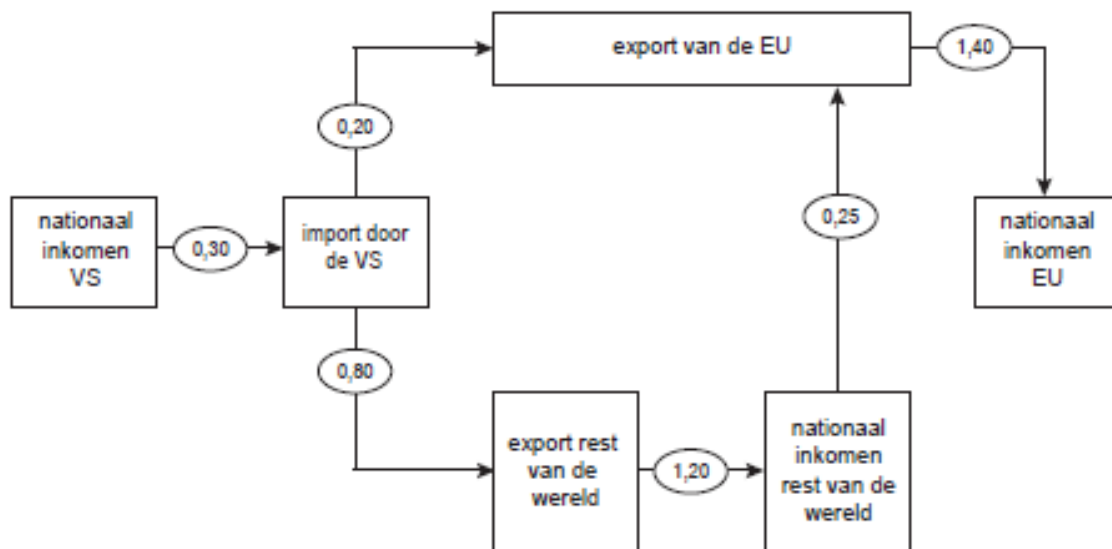 export van de EU
1,40
0,20
nationaal
inkomen
VS
0,30
import door
de VS
0,25
nationaal
inkomen
EU
0,80
export rest
van de
wereld
1,20
nationaal
inkomen
rest van de
wereld